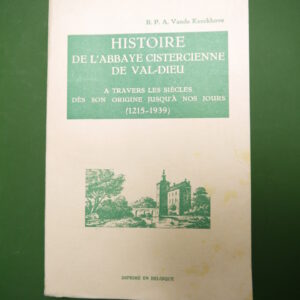 R. P. A. Vande Kerckhove
HISTOIRE
DE L'ABBAYE CISTERCIENNE
DE VAL-DIEU
A TRAVERS LES SIÈCLES
DÈS SON ORIGINE JUSQU'À NOS JOURS
(1215-1939)
IMPRIMÉ EN BELGIQUE